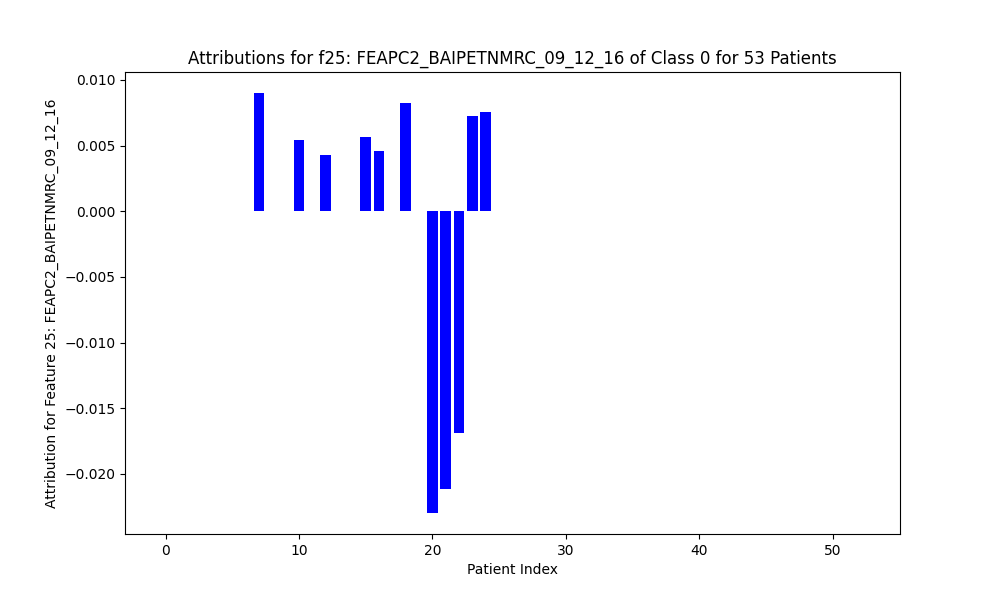 Attributions for f25: FEAPC2_BAIPETNMRC_09_12_16 of Class 0 for 53 Patients
Attribution for Feature 25: FEAPC2_BAIPETNMRC_09_12_16
0.010
0.005
0.000
−0.005
−0.010
−0.015
−0.020
0 10 20 30 40 50
Patient Index